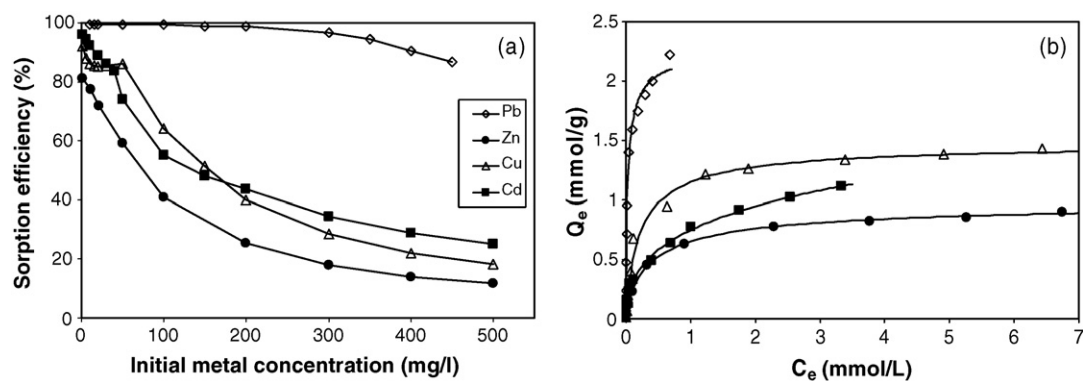 (a)
Sorption efficiency (%)
100
80
60
40
20
0
Pb
Zn
Cu
Cd
0 100 200 300 400 500
Initial metal concentration (mg/l)
(b)
Qe (mmol/g)
2.5
2
1.5
1
0.5
0
0 1 2 3 4 5 6 7
Ce (mmol/L)